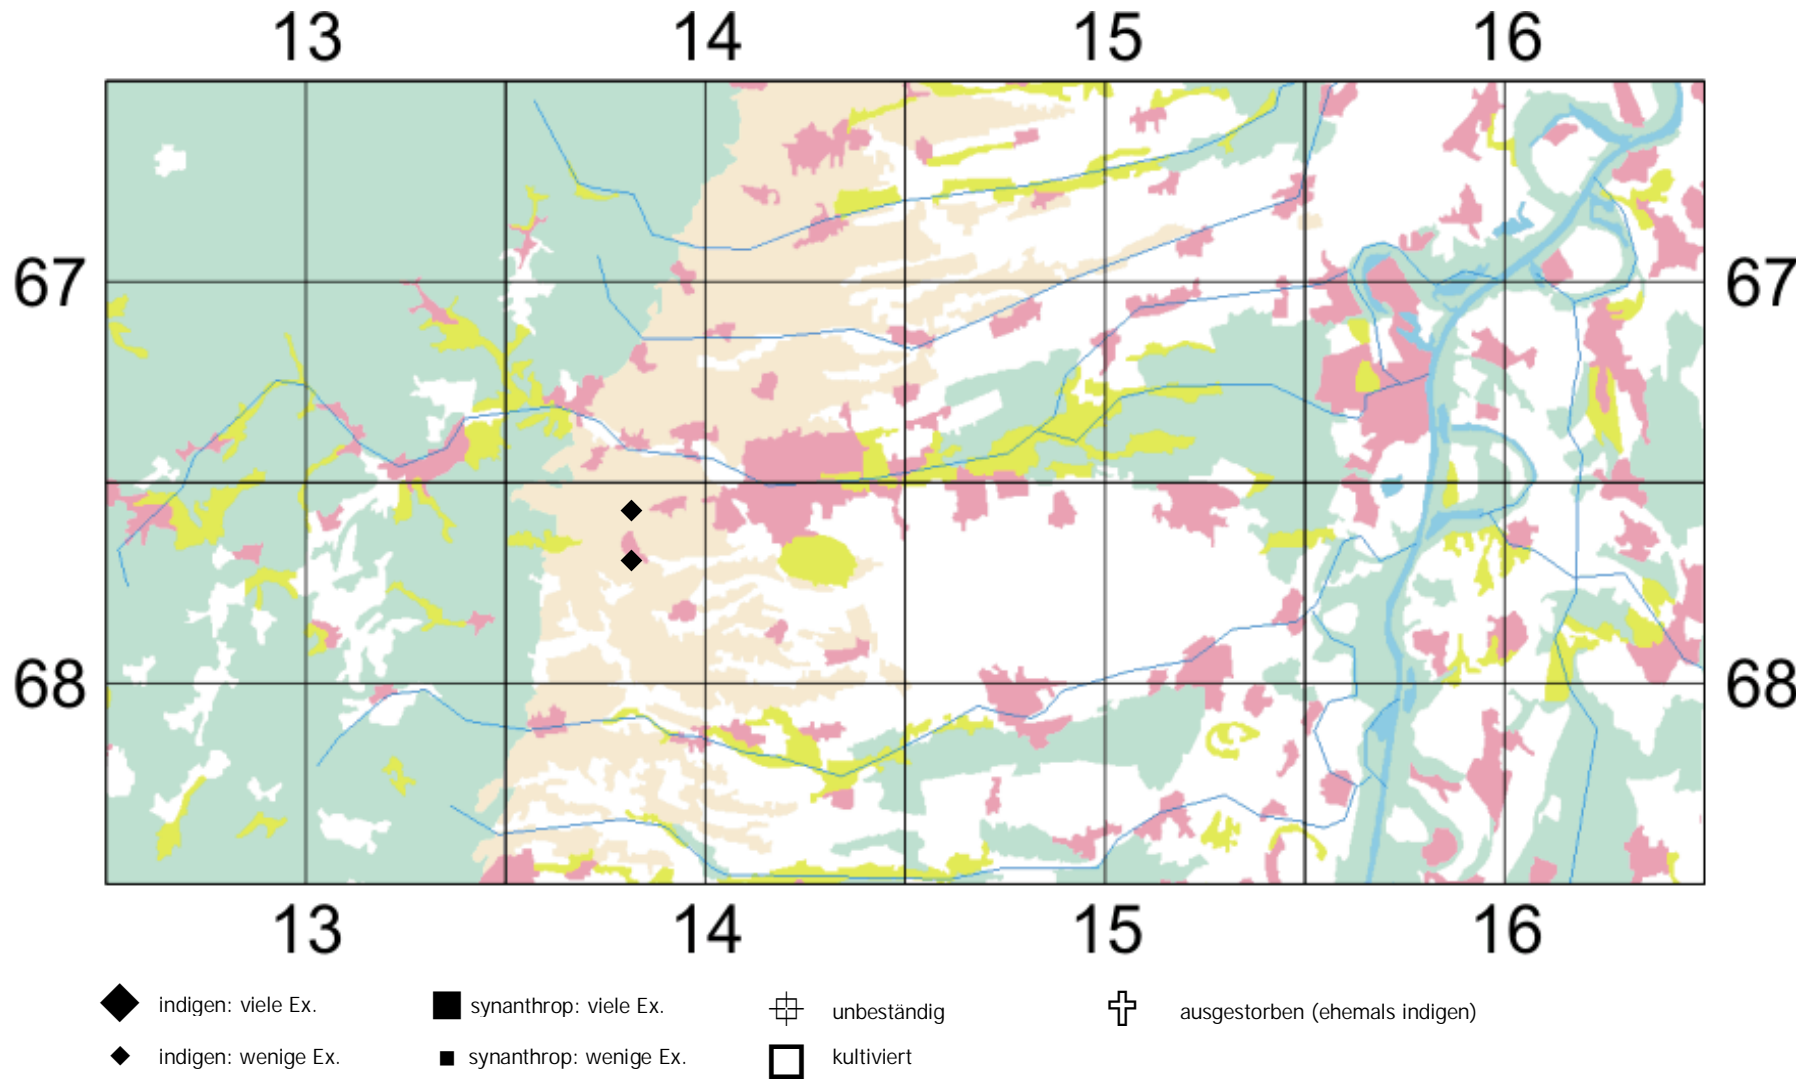 13 14 15 16
67 67
68 68
13 14 15 16
indigen: viele Ex. synanthrop: viele Ex. unbeständig ausgestorben (ehemals indigen)
indigen: wenige Ex. synanthrop: wenige Ex. kultiviert